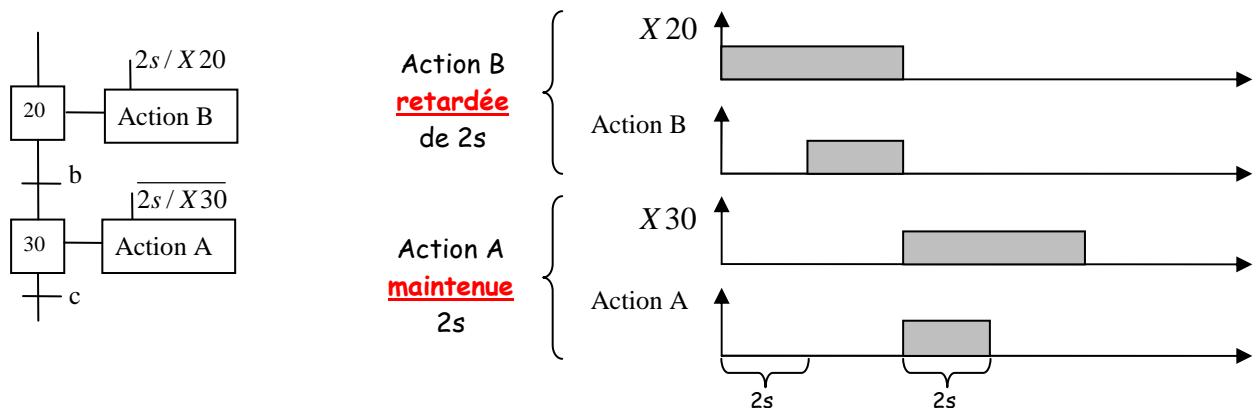 2s / X20
20
Action B
b
2s / X30
30
Action A
c
Action B
retardée
de 2s
Action A
maintenue
2s
X20
Action B
X30
Action A
2s
2s